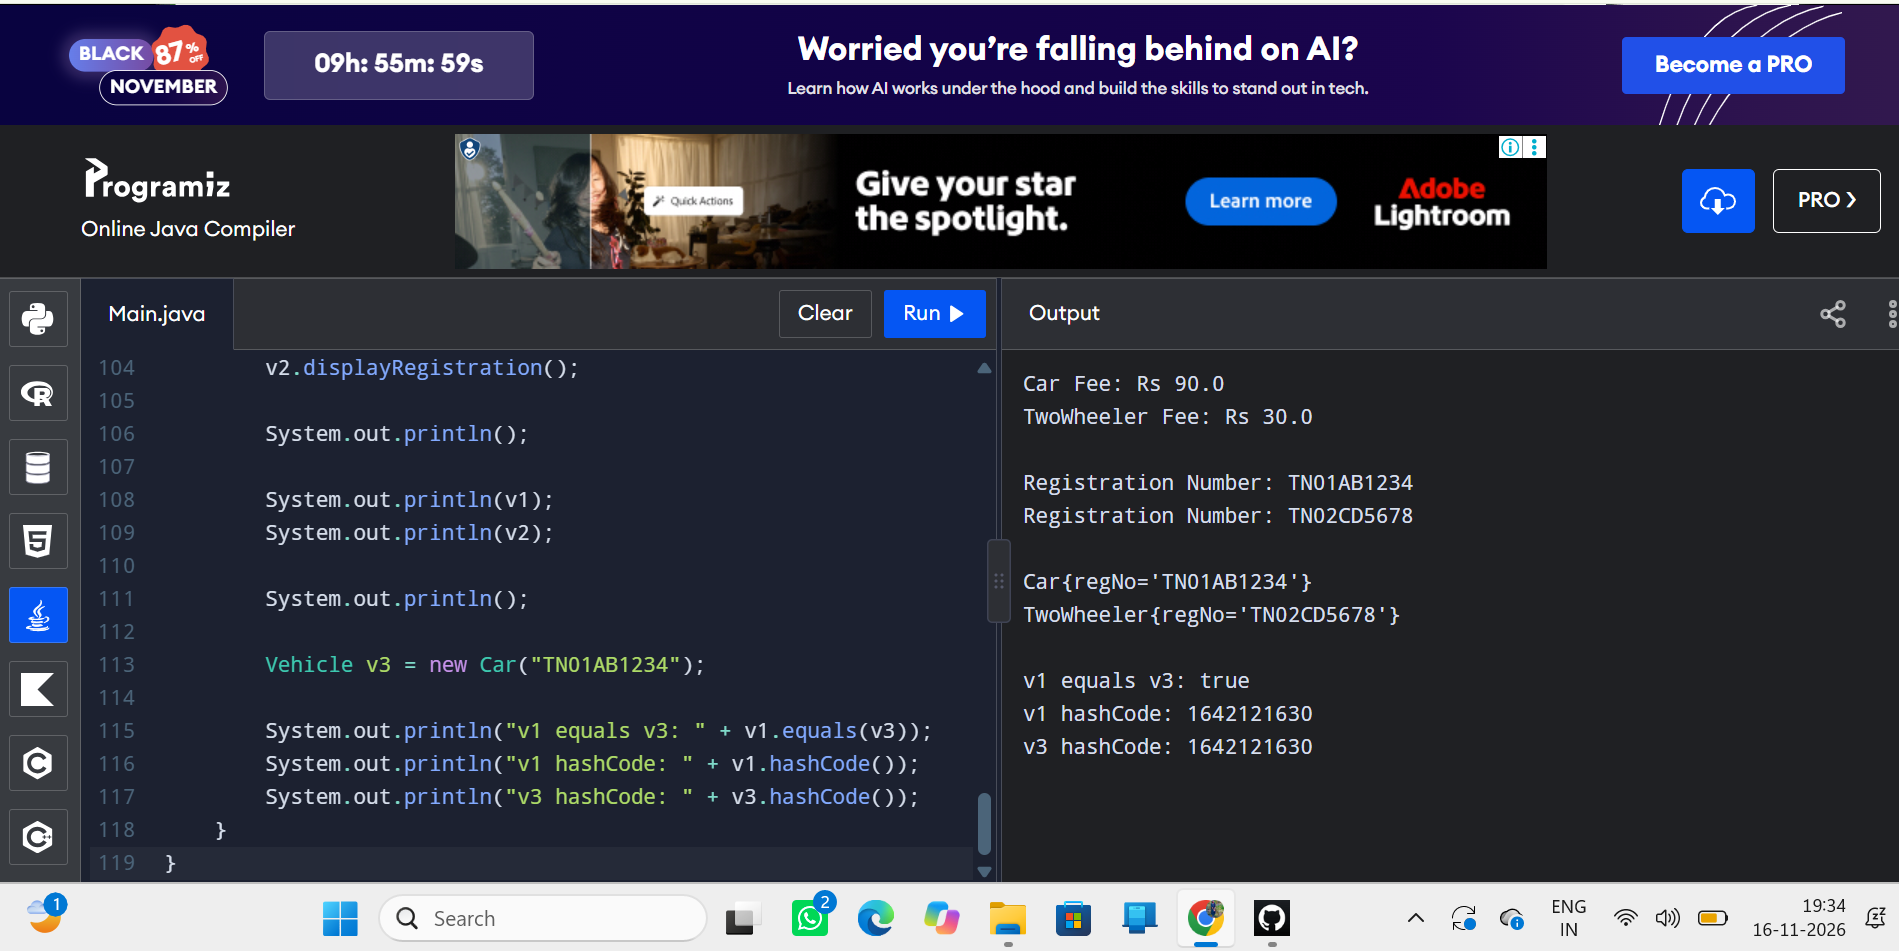 BLACK 87% OFF
NOVEMBER
09h: 55m: 59s
Worried you’re falling behind on AI?
Learn how AI works under the hood and build the skills to stand out in tech.
Become a PRO
Programiz
Online Java Compiler
Quick Actions
Give your star
the spotlight.
Learn more
Adobe
Lightroom
PRO
Main.java
Clear
Run
Output
104 v2.displayRegistration();
105
106 System.out.println();
107
108 System.out.println(v1);
109 System.out.println(v2);
110
111 System.out.println();
112
113 Vehicle v3 = new Car("TN01AB1234");
114
115 System.out.println("v1 equals v3: " + v1.equals(v3));
116 System.out.println("v1 hashCode: " + v1.hashCode());
117 System.out.println("v3 hashCode: " + v3.hashCode());
118 }
119 }
Car Fee: Rs 90.0
TwoWheeler Fee: Rs 30.0
Registration Number: TN01AB1234
Registration Number: TN02CD5678
Car{regNo='TN01AB1234'}
TwoWheeler{regNo='TN02CD5678'}
v1 equals v3: true
v1 hashCode: 1642121630
v3 hashCode: 1642121630
1
Search
2
ENG
IN
19:34
16-11-2026